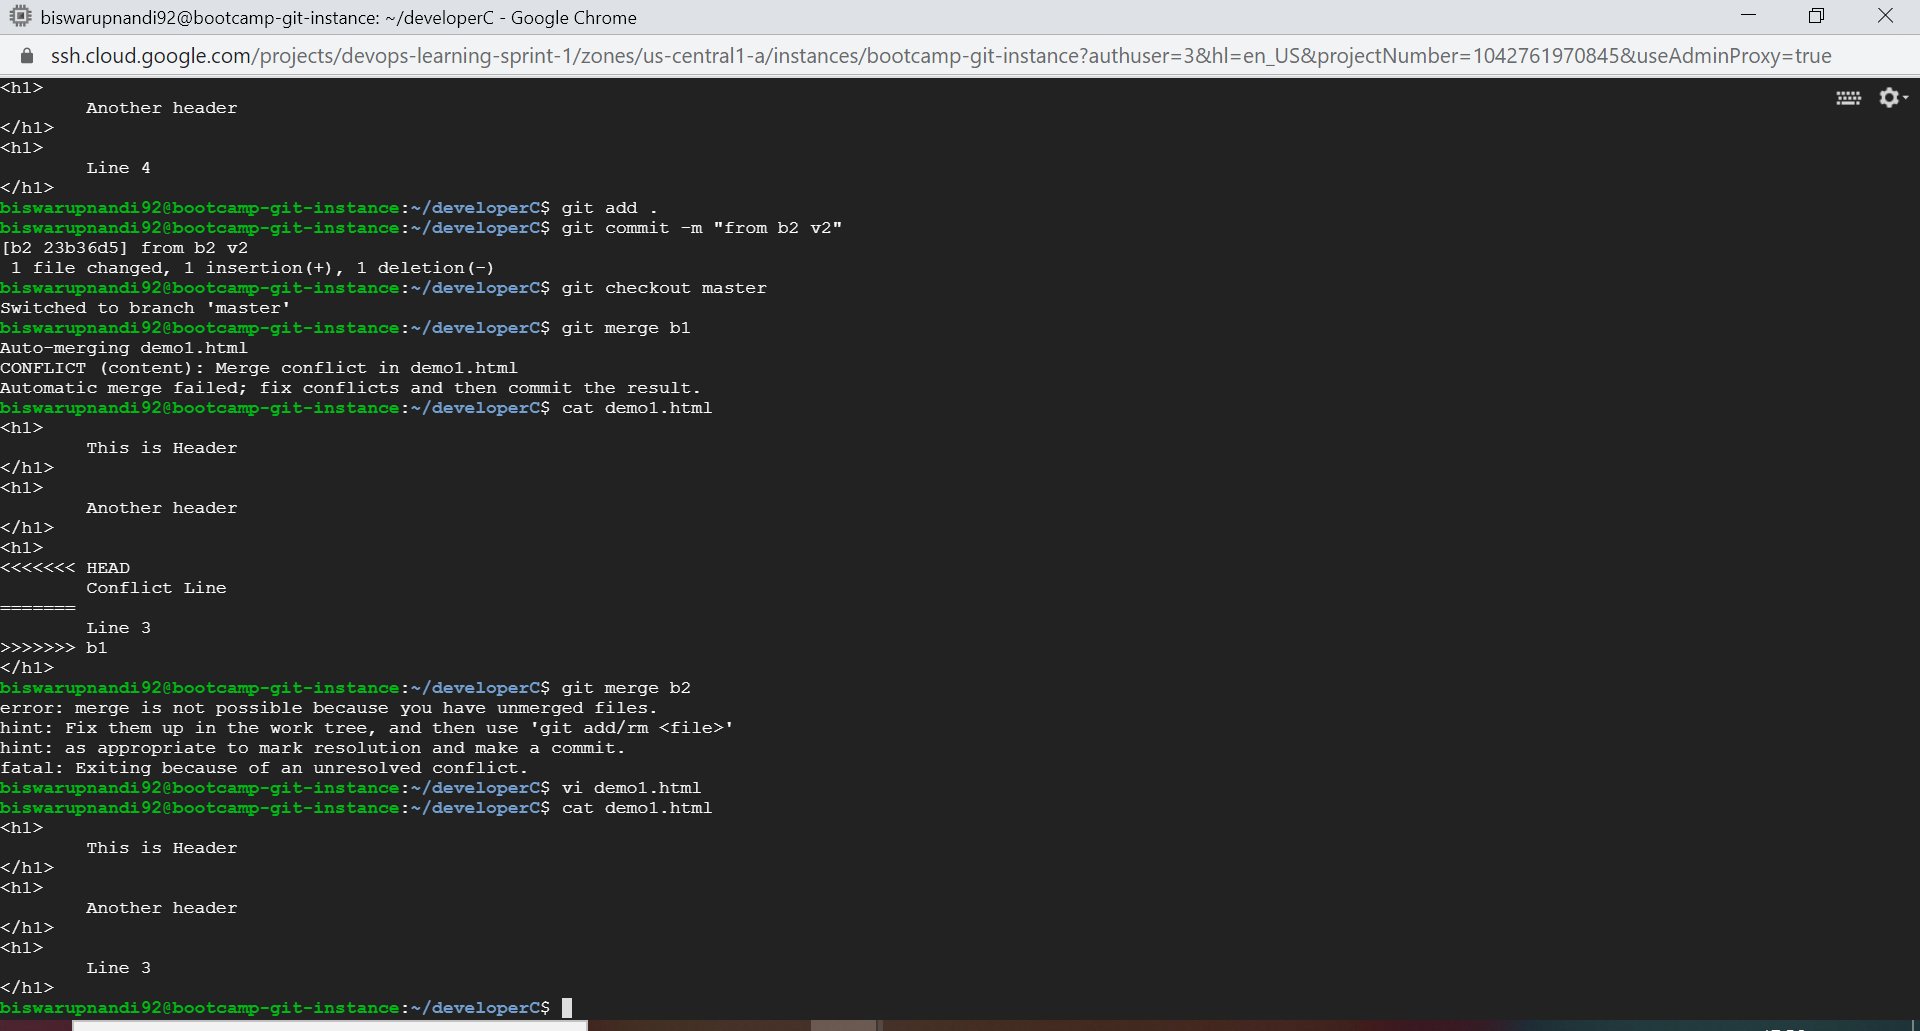 biswarupnandi92@bootcamp-git-instance: ~/developerC - Google Chrome
ssh.cloud.google.com/projects/devops-learning-sprint-1/zones/us-central1-a/instances/bootcamp-git-instance?authuser=3&hl=en_US&projectNumber=1042761970845&useAdminProxy=true
<h1>
        Another header
</h1>
<h1>
        Line 4
</h1>
biswarupnandi92@bootcamp-git-instance:~/developerC$ git add .
biswarupnandi92@bootcamp-git-instance:~/developerC$ git commit -m "from b2 v2"
[b2 23b36d5] from b2 v2
 1 file changed, 1 insertion(+), 1 deletion(-)
biswarupnandi92@bootcamp-git-instance:~/developerC$ git checkout master
Switched to branch 'master'
biswarupnandi92@bootcamp-git-instance:~/developerC$ git merge b1
Auto-merging demo1.html
CONFLICT (content): Merge conflict in demo1.html
Automatic merge failed; fix conflicts and then commit the result.
biswarupnandi92@bootcamp-git-instance:~/developerC$ cat demo1.html
<h1>
        This is Header
</h1>
<h1>
        Another header
</h1>
<h1>
<<<<<<< HEAD
        Conflict Line
=======
        Line 3
>>>>>>> b1
</h1>
biswarupnandi92@bootcamp-git-instance:~/developerC$ git merge b2
error: merge is not possible because you have unmerged files.
hint: Fix them up in the work tree, and then use 'git add/rm <file>'
hint: as appropriate to mark resolution and make a commit.
fatal: Exiting because of an unresolved conflict.
biswarupnandi92@bootcamp-git-instance:~/developerC$ vi demo1.html
biswarupnandi92@bootcamp-git-instance:~/developerC$ cat demo1.html
<h1>
        This is Header
</h1>
<h1>
        Another header
</h1>
<h1>
        Line 3
</h1>
biswarupnandi92@bootcamp-git-instance:~/developerC$